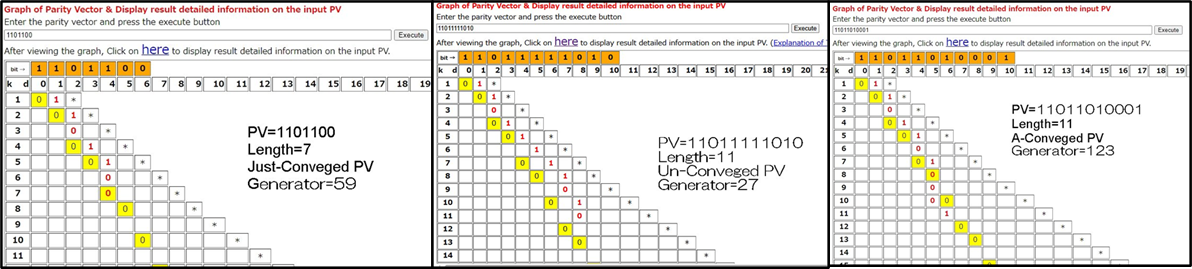 Graph of Parity Vector & Display result detailed information on the input PV
Enter the parity vector and press the execute button
1101100 Execute
After viewing the graph, Click on here to display result detailed information on the input PV.
bit → 1 1 0 1 1 0 0
k d 0 1 2 3 4 5 6 7 8 9 10 11 12 13 14 15 16 17 18 19
1 0 1 *
2 0 1 *
3 0 *
4 0 1 *
5 0 1 *
6 0 *
7 0 *
8 0 *
9 *
10 0 *
11 *
PV=1101100
Length=7
Just-Conveged PV
Generator=59
Graph of Parity Vector & Display result detailed information on the input PV
Enter the parity vector and press the execute button
11011111010 Execute
After viewing the graph, Click on here to display result detailed information on the input PV. (Explanation of
bit → 1 1 0 1 1 1 1 1 0 1 0
k d 0 1 2 3 4 5 6 7 8 9 10 11 12 13 14 15 16 17 18 19 20 21
1 0 1 *
2 0 1 *
3 0 *
4 0 1 *
5 0 1 *
6 1 *
7 0 1 *
8 0 1 *
9 0 *
10 0 1 *
11 0 *
12 0 *
13 0 *
14 *
PV=11011111010
Length=11
Un-Conveged PV
Generator=27
Graph of Parity Vector & Display result detailed information on the input PV
Enter the parity vector and press the execute button
11011010001 Execute
After viewing the graph, Click on here to display result detailed information on the input PV.
bit → 1 1 0 1 1 0 1 0 0 0 1
k d 0 1 2 3 4 5 6 7 8 9 10 11 12 13 14 15 16 17 18 19
1 0 1 *
2 0 1 *
3 0 *
4 0 1 *
5 0 1 *
6 0 *
7 0 1 *
8 0 *
9 0 *
10 0 0 *
11 1 *
12 0 *
13 0 *
14 *
PV=11011010001
Length=11
A-Conveged PV
Generator=123